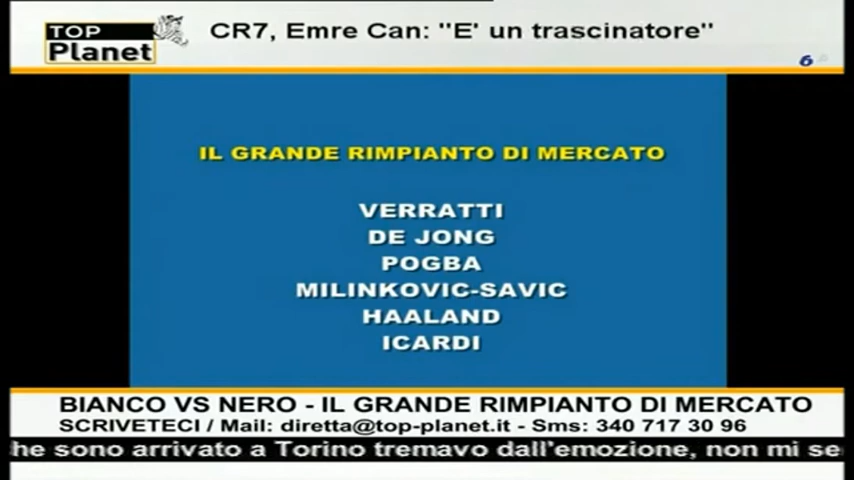 TOP
Planet
CR7, Emre Can: "E' un trascinatore"
6
IL GRANDE RIMPIANTO DI MERCATO
VERRATTI
DE JONG
POGBA
MILINKOVIC-SAVIC
HAALAND
ICARDI
BIANCO VS NERO - IL GRANDE RIMPIANTO DI MERCATO
SCRIVETECI / Mail: diretta@top-planet.it - Sms: 340 717 30 96
he sono arrivato a Torino tremavo dall'emozione, non mi se